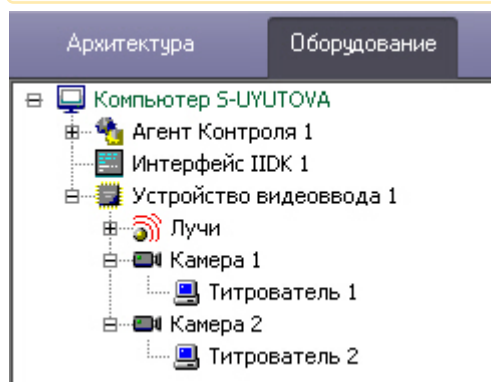 Архитектура Оборудование
Компьютер S-UYUTOVA
Агент Контроля 1
Интерфейс IIDK 1
Устройство видеоввода 1
Лучи
Камера 1
Титрователь 1
Камера 2
Титрователь 2